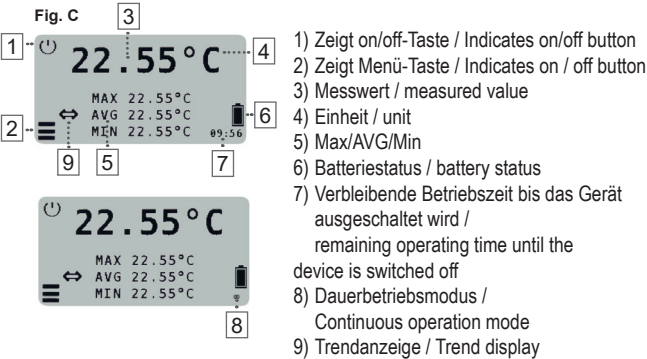 Fig. C
3
1
22.55°C
4
MAX 22.55°C
AVG 22.55°C
MIN 22.55°C
09:56
6
2
9
5
7
22.55°C
MAX 22.55°C
AVG 22.55°C
MIN 22.55°C
8
1) Zeigt on/off-Taste / Indicates on/off button
2) Zeigt Menü-Taste / Indicates on / off button
3) Messwert / measured value
4) Einheit / unit
5) Max/AVG/Min
6) Batteriestatus / battery status
7) Verbleibende Betriebszeit bis das Gerät
ausgeschaltet wird /
remaining operating time until the
device is switched off
8) Dauerbetriebsmodus /
Continuous operation mode
9) Trendanzeige / Trend display